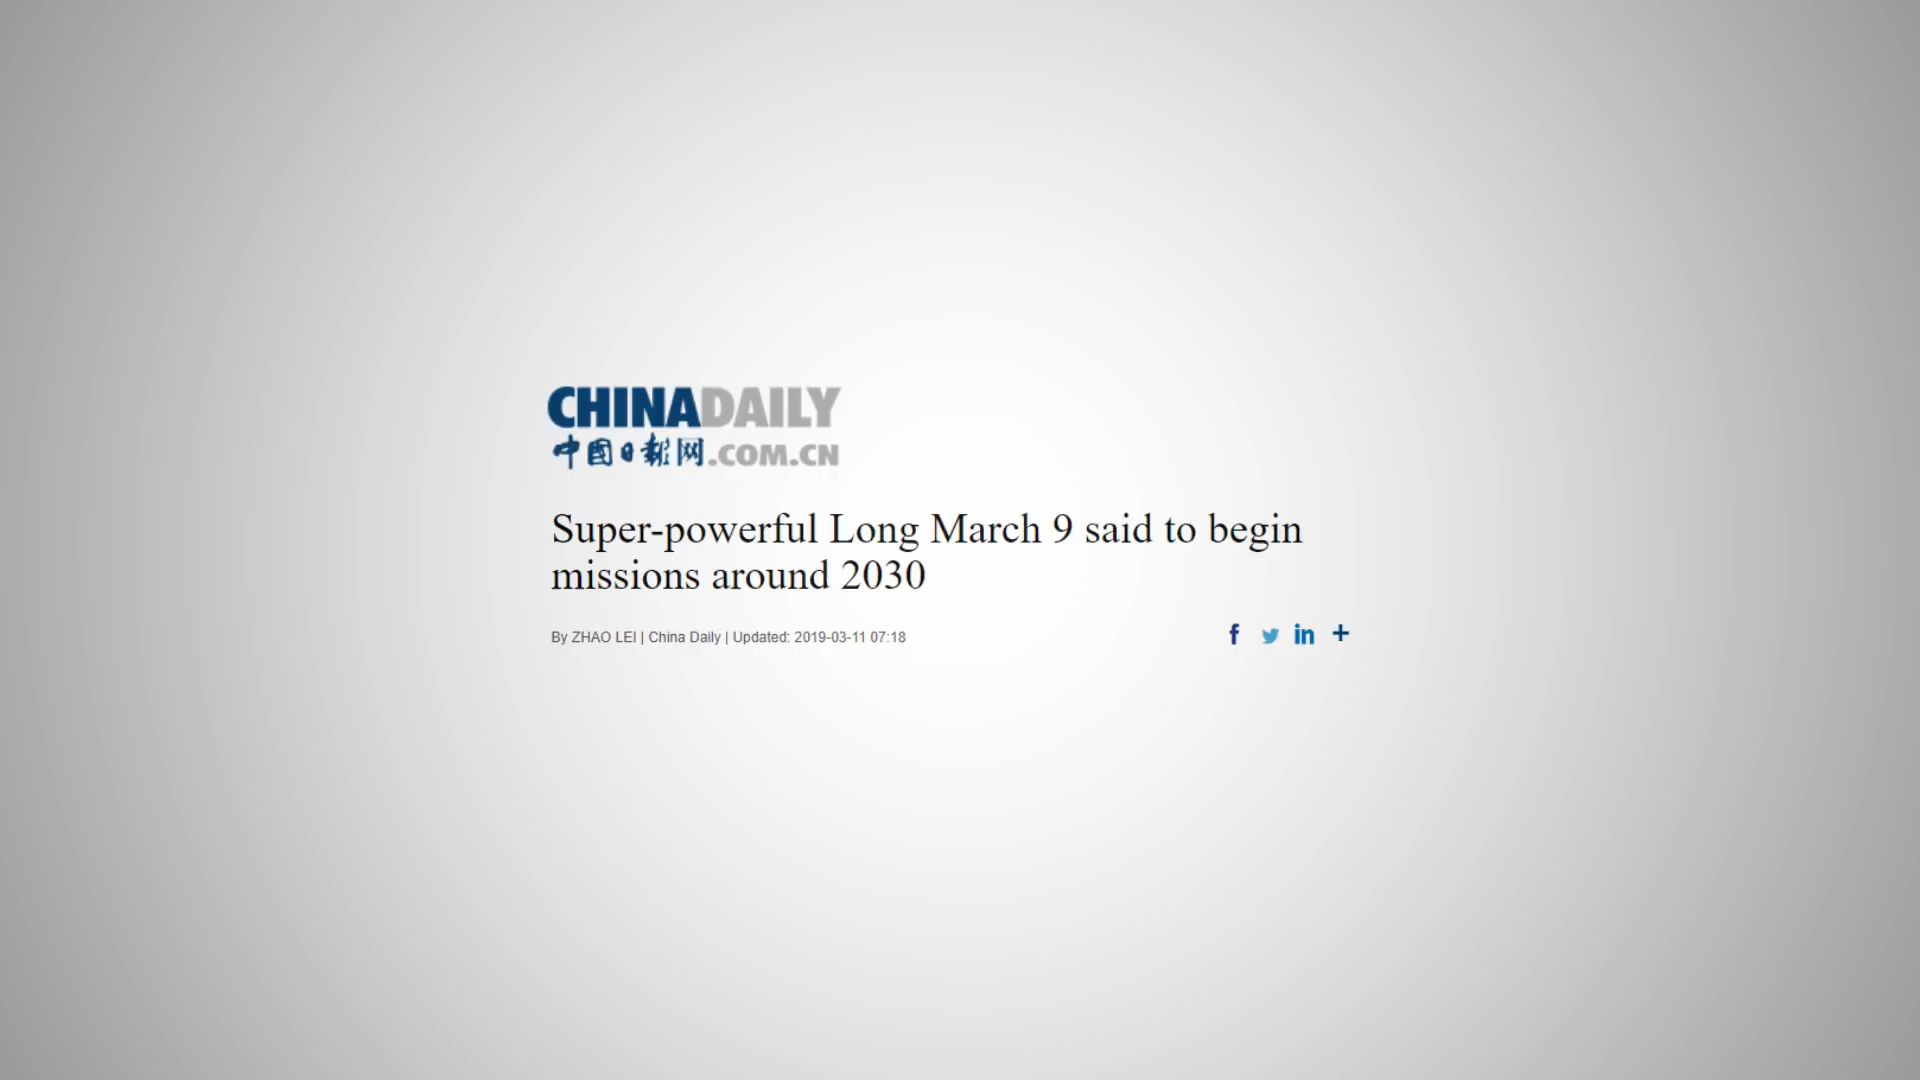 CHINADAILY
中国日报网.COM.CN
Super-powerful Long March 9 said to begin
missions around 2030
By ZHAO LEI | China Daily | Updated: 2019-03-11 07:18
f in +